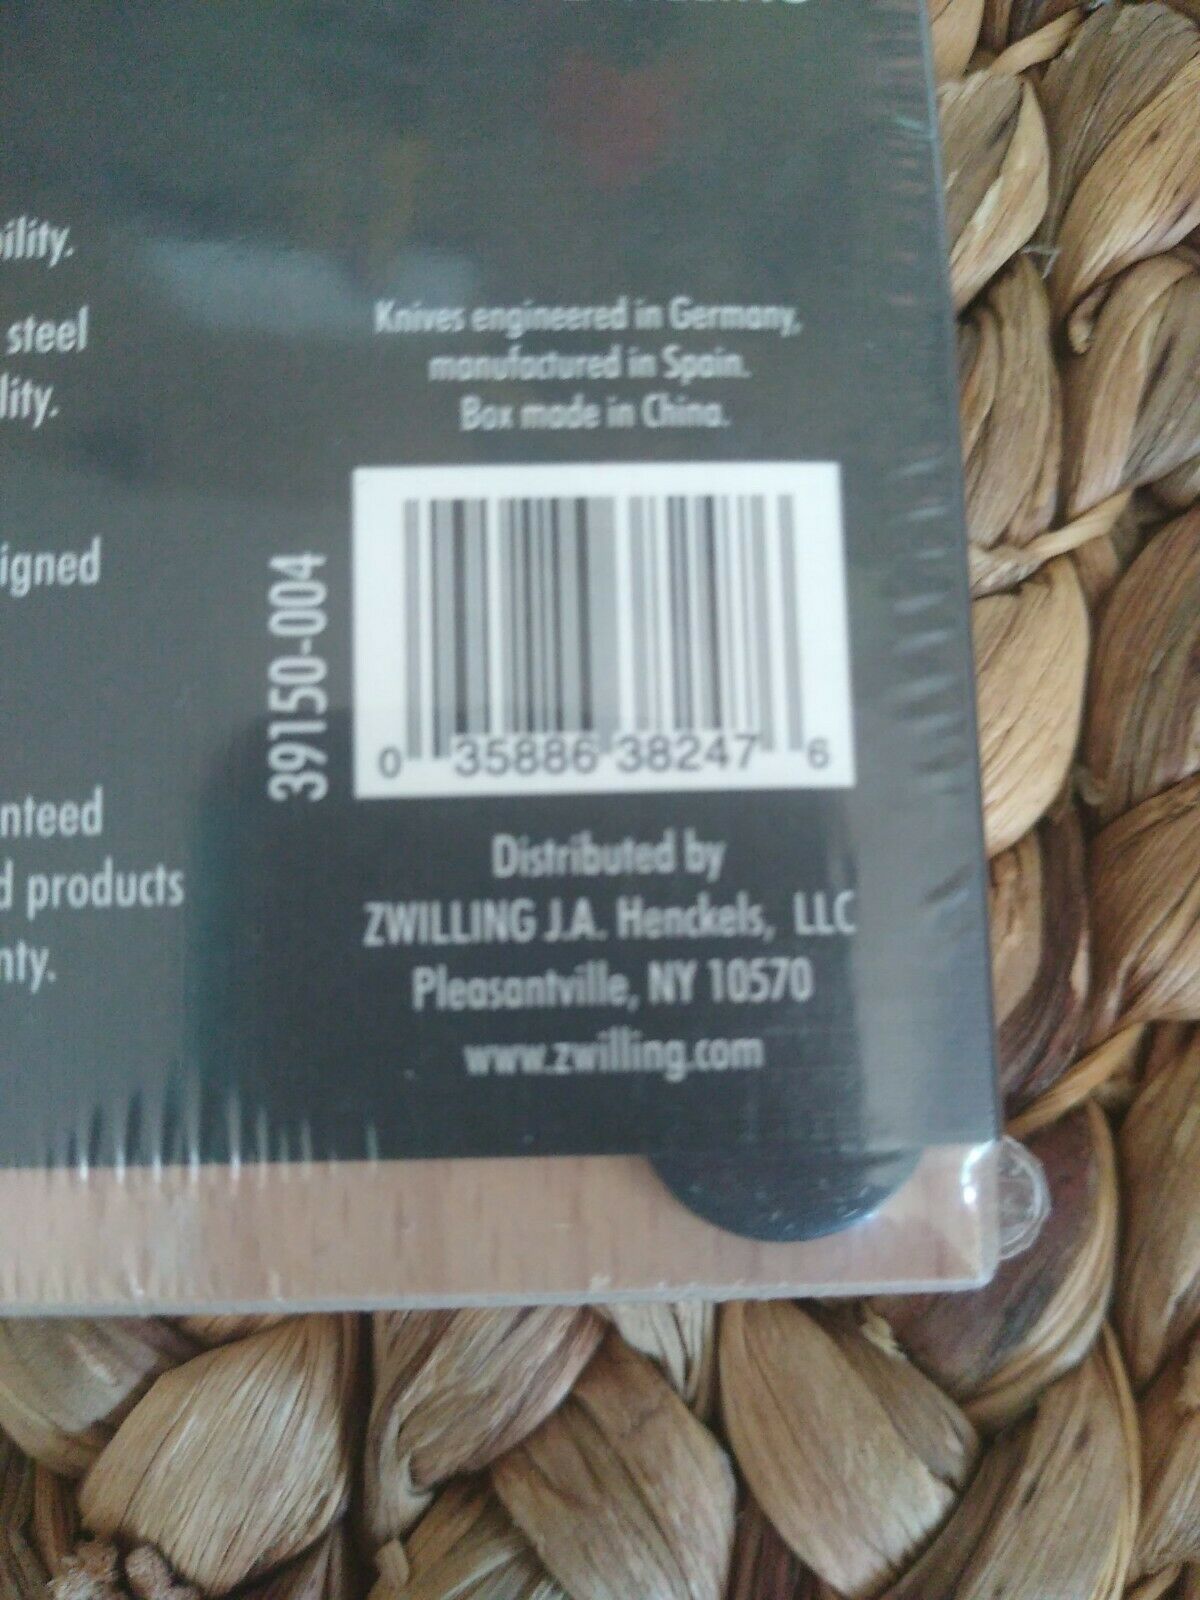 ility.
steel
lity.
igned
nteed
d products
nty.
Knives engineered in Germany,
manufactured in Spain.
Box made in China.
39150-004
0 35886 38247 6
Distributed by
ZWILLING J.A. Henckels, LLC
Pleasantville, NY 10570
www.zwilling.com